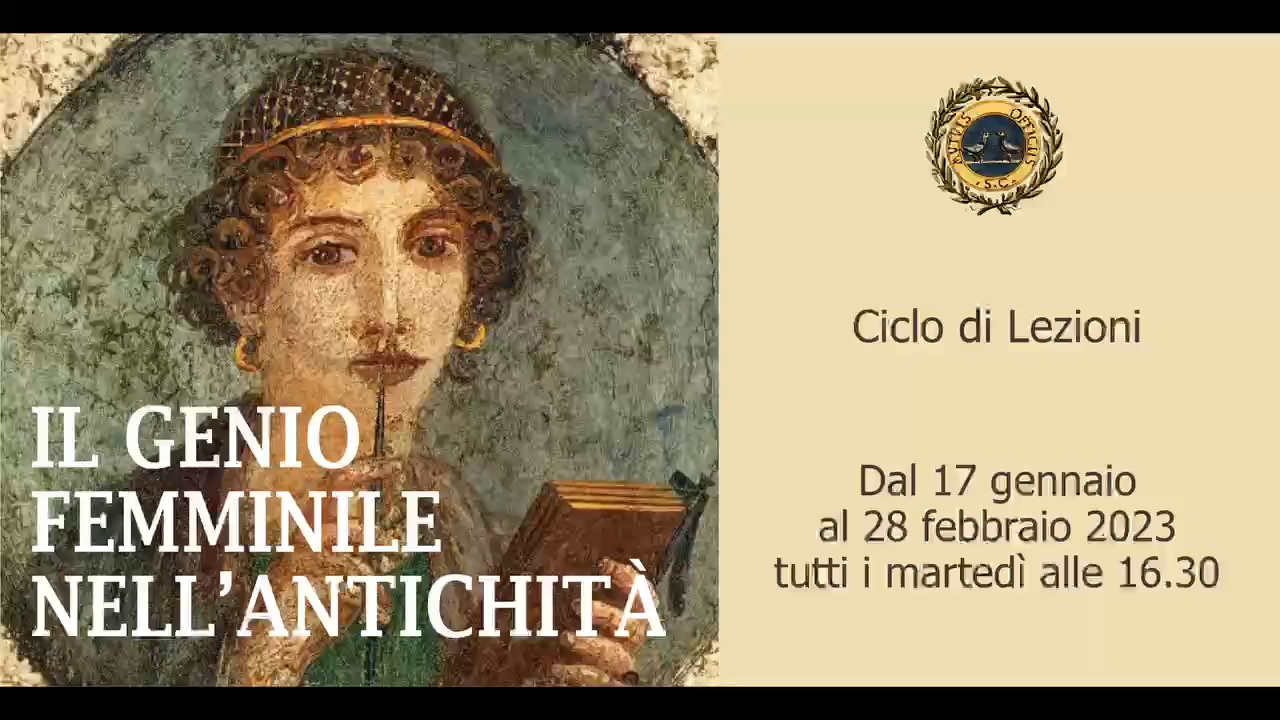 IL GENIO
FEMMINILE
NELL'ANTICHITÀ
OFFICIIS
S.C.
Ciclo di Lezioni
Dal 17 gennaio
al 28 febbraio 2023
tutti i martedì alle 16.30